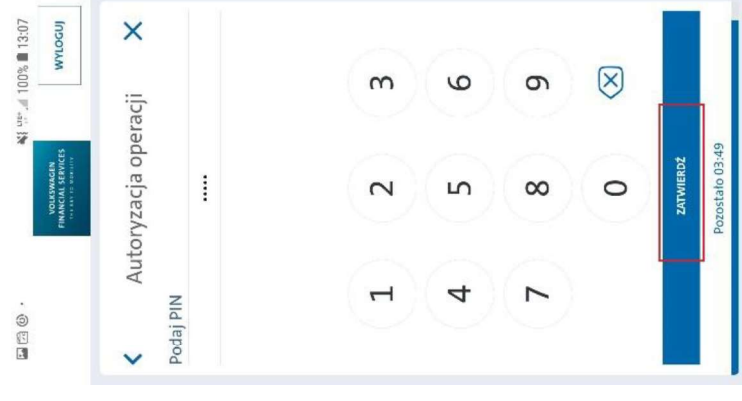 100% 13:07
VOLKSWAGEN
FINANCIAL SERVICES
WYLOGUJ
Autoryzacja operacji
Podaj PIN
•••••
1 2 3
4 5 6
7 8 9
0
ZATWIERDŹ
Pozostało 03:49